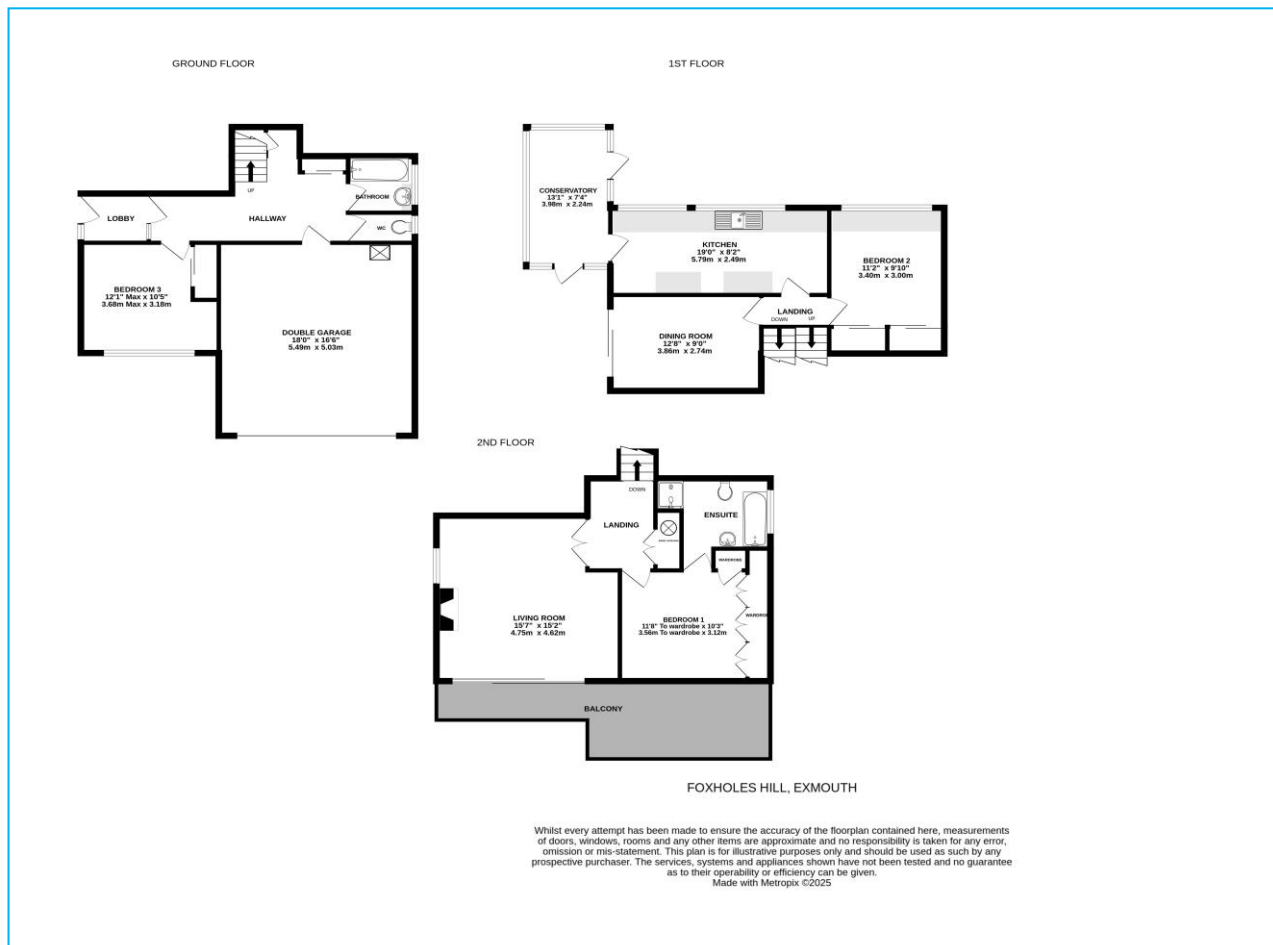 GROUND FLOOR
1ST FLOOR
UP
BATHROOM
LOBBY
HALLWAY
WC
BEDROOM 3
12'1" Max x 10'5"
3.68m Max x 3.18m
DOUBLE GARAGE
18'0" x 16'6"
5.49m x 5.03m
CONSERVATORY
13'1" x 7'4"
3.98m x 2.24m
KITCHEN
19'0" x 8'2"
5.79m x 2.49m
BEDROOM 2
11'2" x 9'10"
3.40m x 3.00m
LANDING
DOWN
UP
DINING ROOM
12'8" x 9'0"
3.86m x 2.74m
2ND FLOOR
DOWN
LANDING
ENSUITE
WARDROBE
LIVING ROOM
15'7" x 15'2"
4.75m x 4.62m
BEDROOM 1
11'8" To wardrobe x 10'3"
3.56m To wardrobe x 3.12m
BALCONY
FOXHOLES HILL, EXMOUTH
Whilst every attempt has been made to ensure the accuracy of the floorplan contained here, measurements
of doors, windows, rooms and any other items are approximate and no responsibility is taken for any error,
omission or mis-statement. This plan is for illustrative purposes only and should be used as such by any
prospective purchaser. The services, systems and appliances shown have not been tested and no guarantee
as to their operability or efficiency can be given.
Made with Metropix ©2025